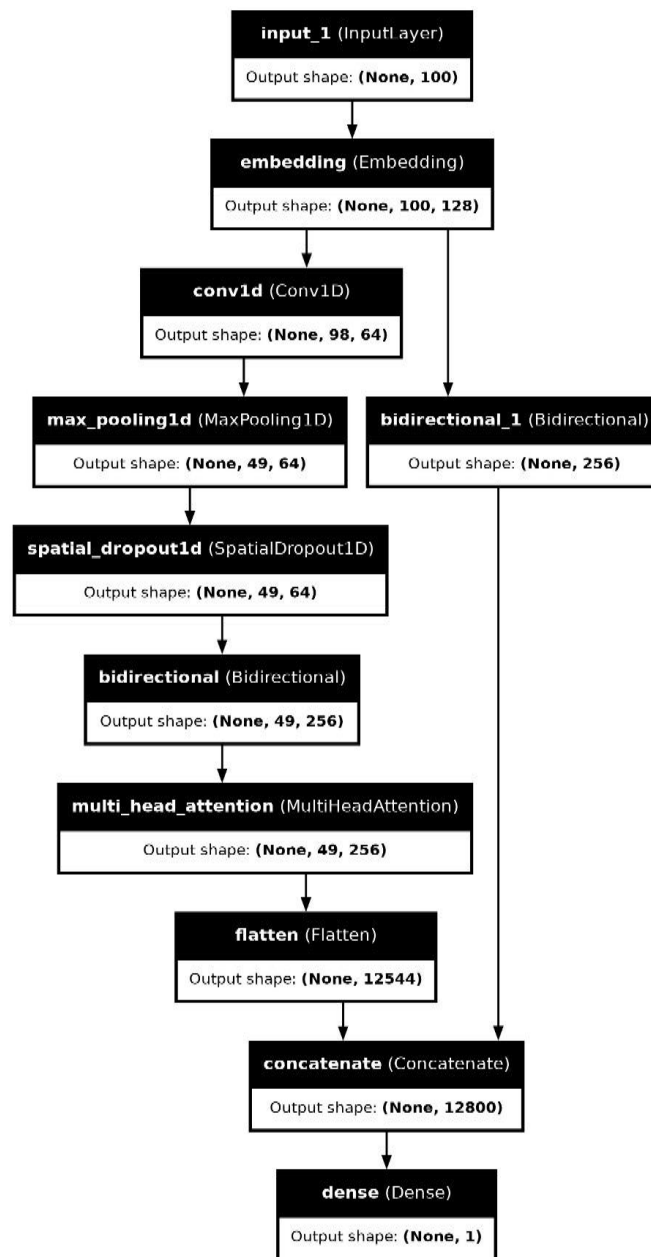 input_1 (InputLayer)
Output shape: (None, 100)
embedding (Embedding)
Output shape: (None, 100, 128)
conv1d (Conv1D)
Output shape: (None, 98, 64)
max_pooling1d (MaxPooling1D)
Output shape: (None, 49, 64)
bidirectional_1 (Bidirectional)
Output shape: (None, 256)
spatial_dropout1d (SpatialDropout1D)
Output shape: (None, 49, 64)
bidirectional (Bidirectional)
Output shape: (None, 49, 256)
multi_head_attention (MultiHeadAttention)
Output shape: (None, 49, 256)
flatten (Flatten)
Output shape: (None, 12544)
concatenate (Concatenate)
Output shape: (None, 12800)
dense (Dense)
Output shape: (None, 1)